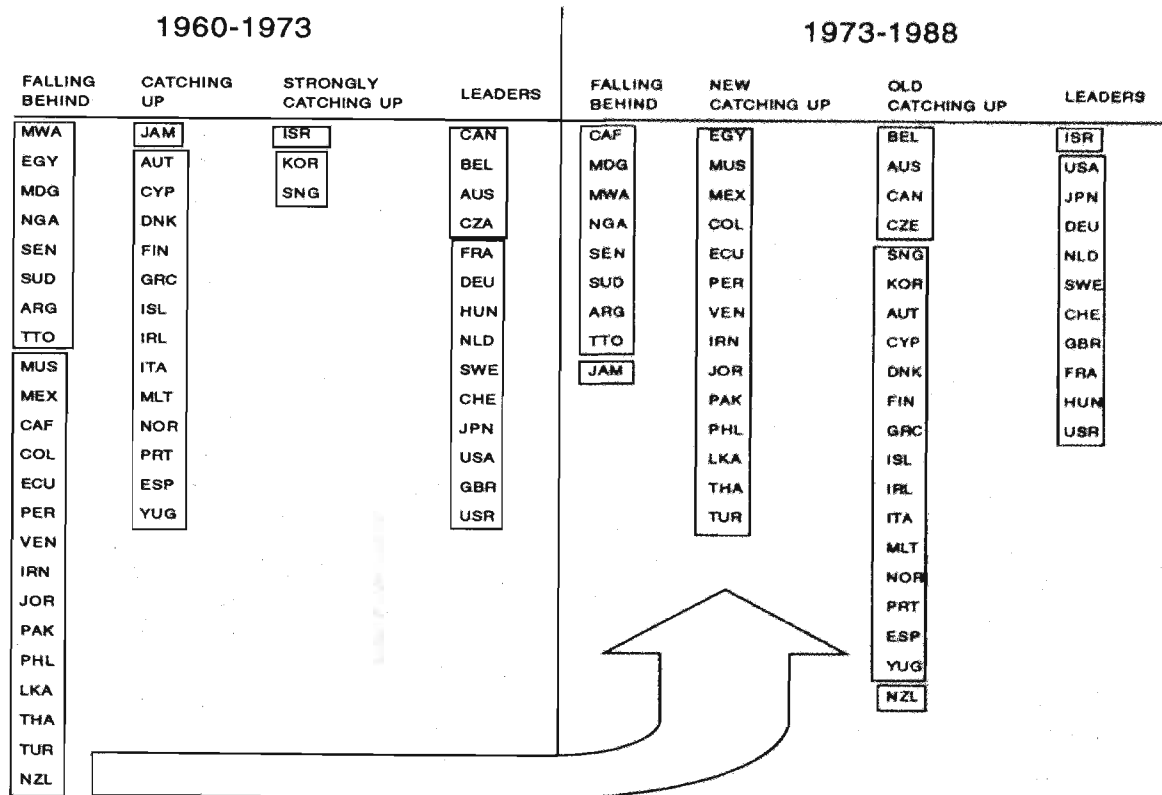 1960-1973
FALLING BEHIND
CATCHING UP
STRONGLY CATCHING UP
LEADERS
MWA
EGY
MDG
NGA
SEN
SUD
ARG
TTO
MUS
MEX
CAF
COL
ECU
PER
VEN
IRN
JOR
PAK
PHL
LKA
THA
TUR
NZL
JAM
AUT
CYP
DNK
FIN
GRC
ISL
IRL
ITA
MLT
NOR
PRT
ESP
YUG
ISR
KOR
SNG
CAN
BEL
AUS
CZA
FRA
DEU
HUN
NLD
SWE
CHE
JPN
USA
GBR
USR
1973-1988
FALLING BEHIND
NEW CATCHING UP
OLD CATCHING UP
LEADERS
CAF
MDG
MWA
NGA
SEN
SUD
ARG
TTO
JAM
EGY
MUS
MEX
COL
ECU
PER
VEN
IRN
JOR
PAK
PHL
LKA
THA
TUR
BEL
AUS
CAN
CZE
SNG
KOR
AUT
CYP
DNK
FIN
GRC
ISL
IRL
ITA
MLT
NOR
PRT
ESP
YUG
NZL
ISR
USA
JPN
DEU
NLD
SWE
CHE
GBR
FRA
HUN
USR